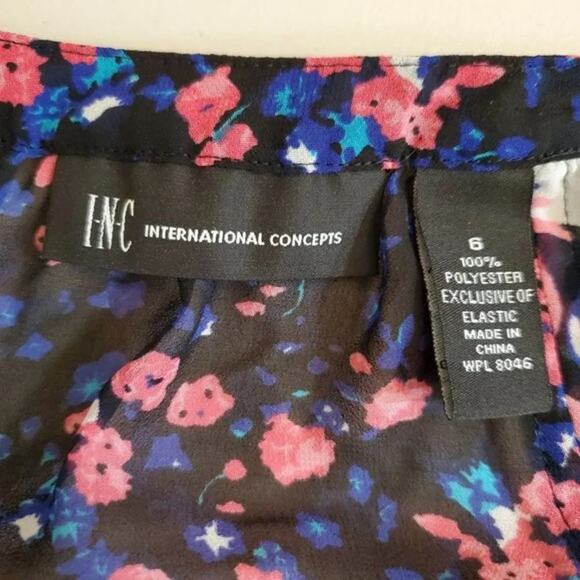 I·N·C INTERNATIONAL CONCEPTS
6
100%
POLYESTER
EXCLUSIVE OF
ELASTIC
MADE IN
CHINA
WPL 8046